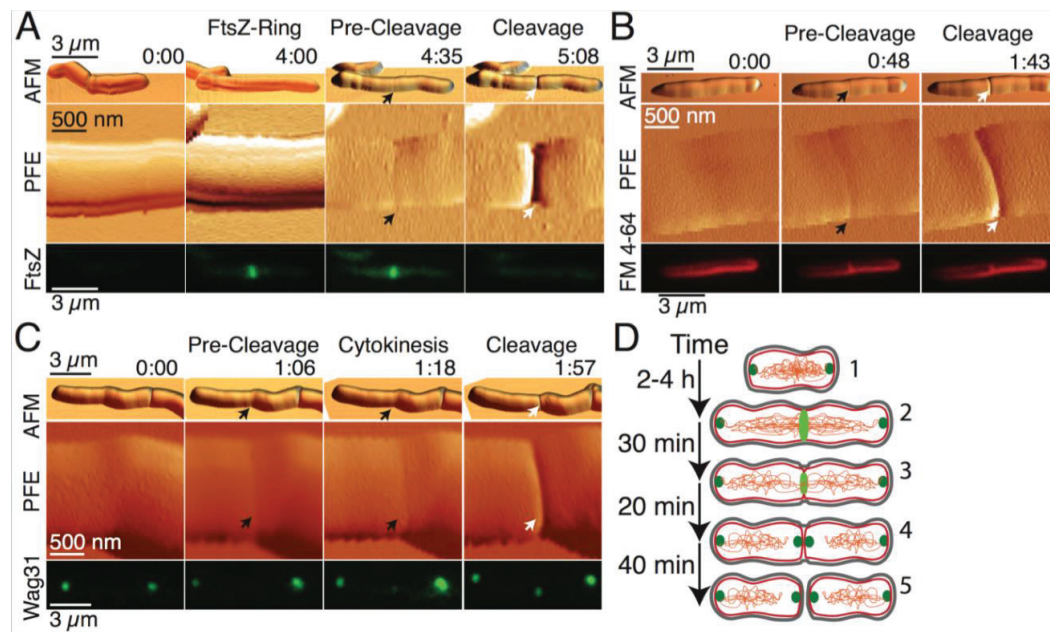 A
FtsZ-Ring Pre-Cleavage Cleavage
3 µm 0:00 4:00 4:35 5:08
AFM
500 nm
PFE
FtsZ
3 µm
B
Pre-Cleavage Cleavage
3 µm 0:00 0:48 1:43
AFM
500 nm
PFE
FM 4-64
3 µm
C
Pre-Cleavage Cytokinesis Cleavage
3 µm 0:00 1:06 1:18 1:57
AFM
PFE
500 nm
Wag31
3 µm
D
Time
1
2-4 h
2
30 min
3
20 min
4
40 min
5